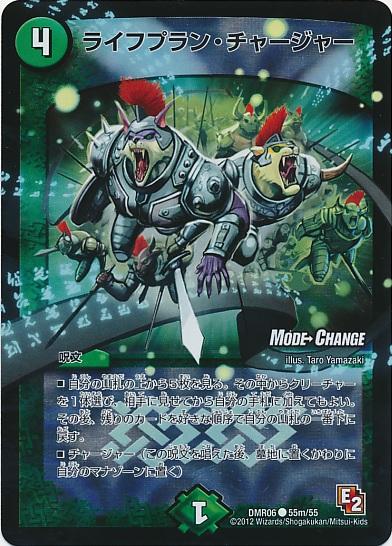 4
ライフプラン・チャージャー
MODE CHANGE
illus. Taro Yamazaki
呪文
■ 自分の山札の上から5枚を見る。その中からクリーチャー
を1体選び、相手に見せてから自分の手札に加えてもよい。
その後、残りのカードを好きな順序で自分の山札の一番下に
戻す。
■ チャージャー(この呪文を唱えた後、墓地に置くかわりに
自分のマナゾーンに置く)
1
DMR06 ● 55m/55
©2012 Wizards/Shogakukan/Mitsui-Kids
E2